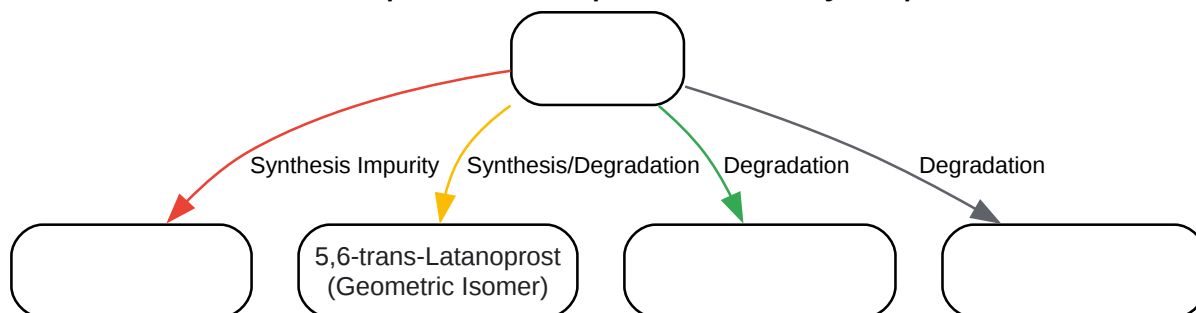 Synthesis Impurity
Synthesis/Degradation
Degradation
Degradation
5,6-trans-Latanoprost
(Geometric Isomer)